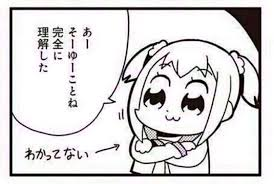 あー
そーゆーことね
完全に
理解した
わかってない